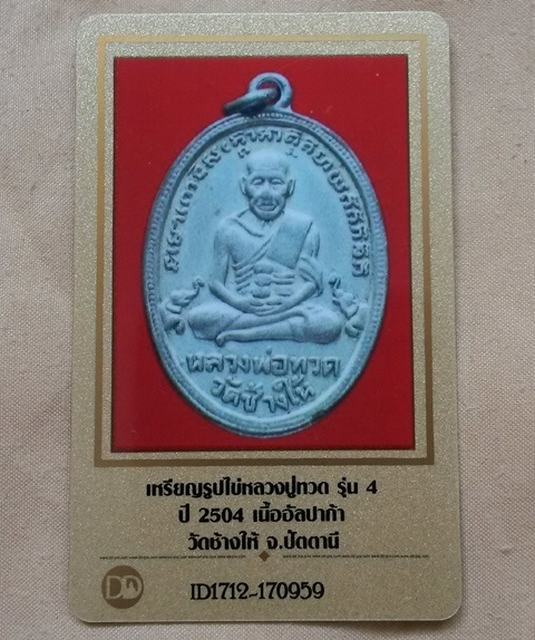 หลวงพ่อทวด
วัดช้างให้
เหรียญรูปไข่หลวงปู่ทวด รุ่น 4
ปี 2504 เนื้ออัลปาก้า
วัดช้างให้ จ.ปัตตานี
ID1712-170959